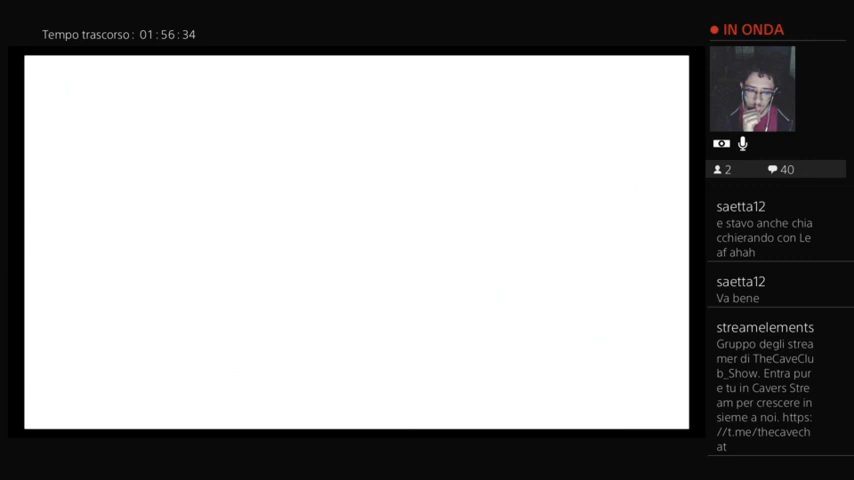 Tempo trascorso: 01:56:34
IN ONDA
2 40
saetta12
e stavo anche chia
cchierando con Le
af ahah
saetta12
Va bene
streamelements
Gruppo degli strea
mer di TheCaveClu
b_Show. Entra pur
e tu in Cavers Stre
am per crescere in
sieme a noi. https:
//t.me/thecavech
at